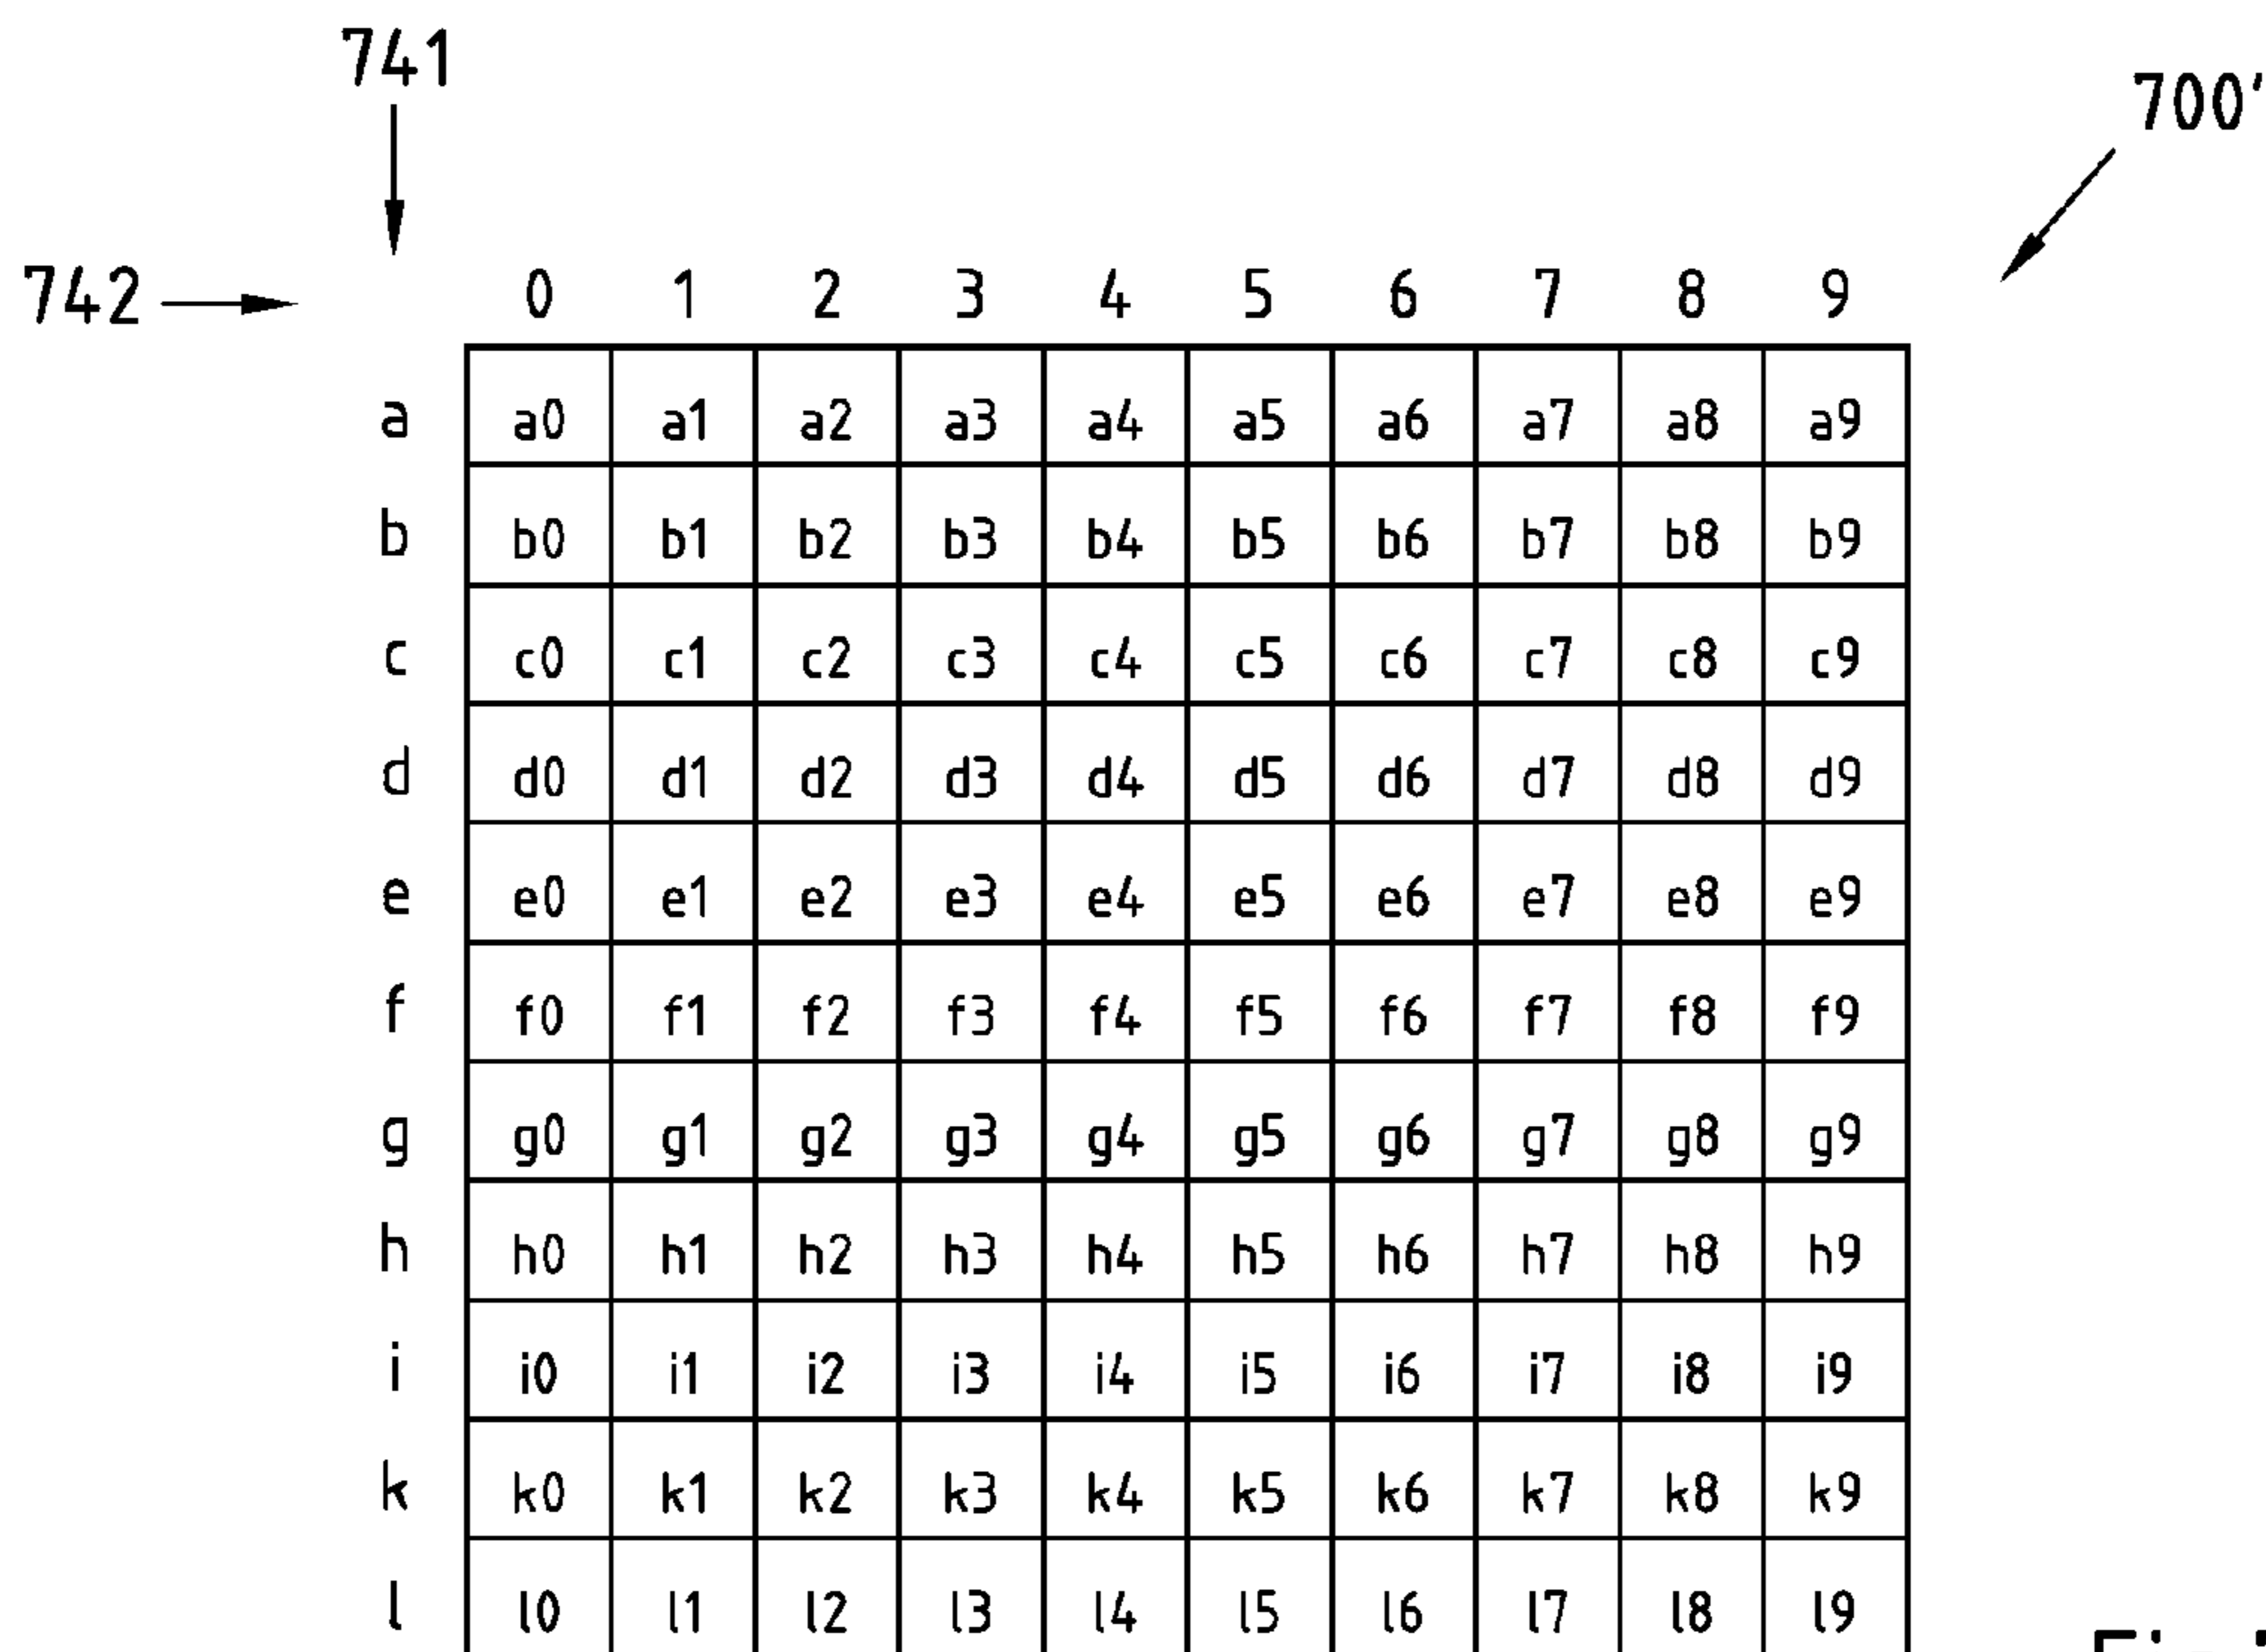 741
700'
742 0 1 2 3 4 5 6 7 8 9
a a0 a1 a2 a3 a4 a5 a6 a7 a8 a9
b b0 b1 b2 b3 b4 b5 b6 b7 b8 b9
c c0 c1 c2 c3 c4 c5 c6 c7 c8 c9
d d0 d1 d2 d3 d4 d5 d6 d7 d8 d9
e e0 e1 e2 e3 e4 e5 e6 e7 e8 e9
f f0 f1 f2 f3 f4 f5 f6 f7 f8 f9
g g0 g1 g2 g3 g4 g5 g6 g7 g8 g9
h h0 h1 h2 h3 h4 h5 h6 h7 h8 h9
i i0 i1 i2 i3 i4 i5 i6 i7 i8 i9
k k0 k1 k2 k3 k4 k5 k6 k7 k8 k9
l l0 l1 l2 l3 l4 l5 l6 l7 l8 l9